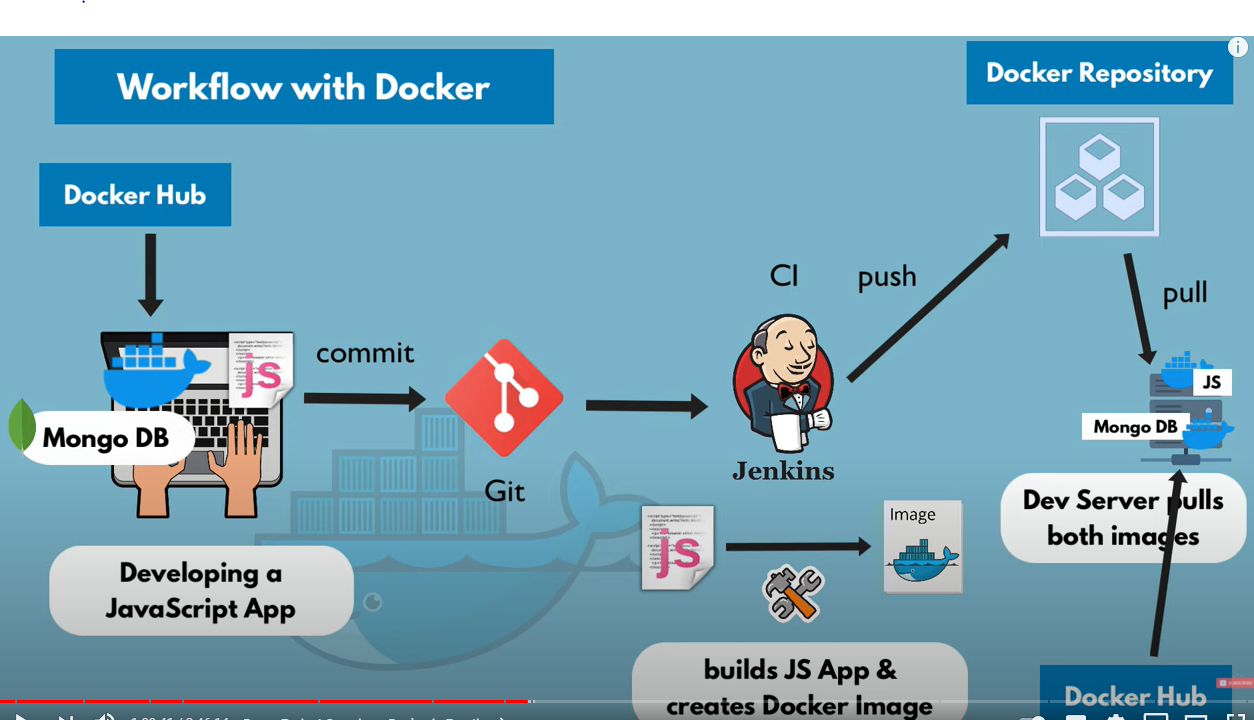 Workflow with Docker
Docker Repository
Docker Hub
CI
push
pull
commit
js
JS
Mongo DB
Mongo DB
Jenkins
Git
Dev Server pulls
both images
Image
js
Developing a
JavaScript App
builds JS App &
creates Docker Image
Docker Hub